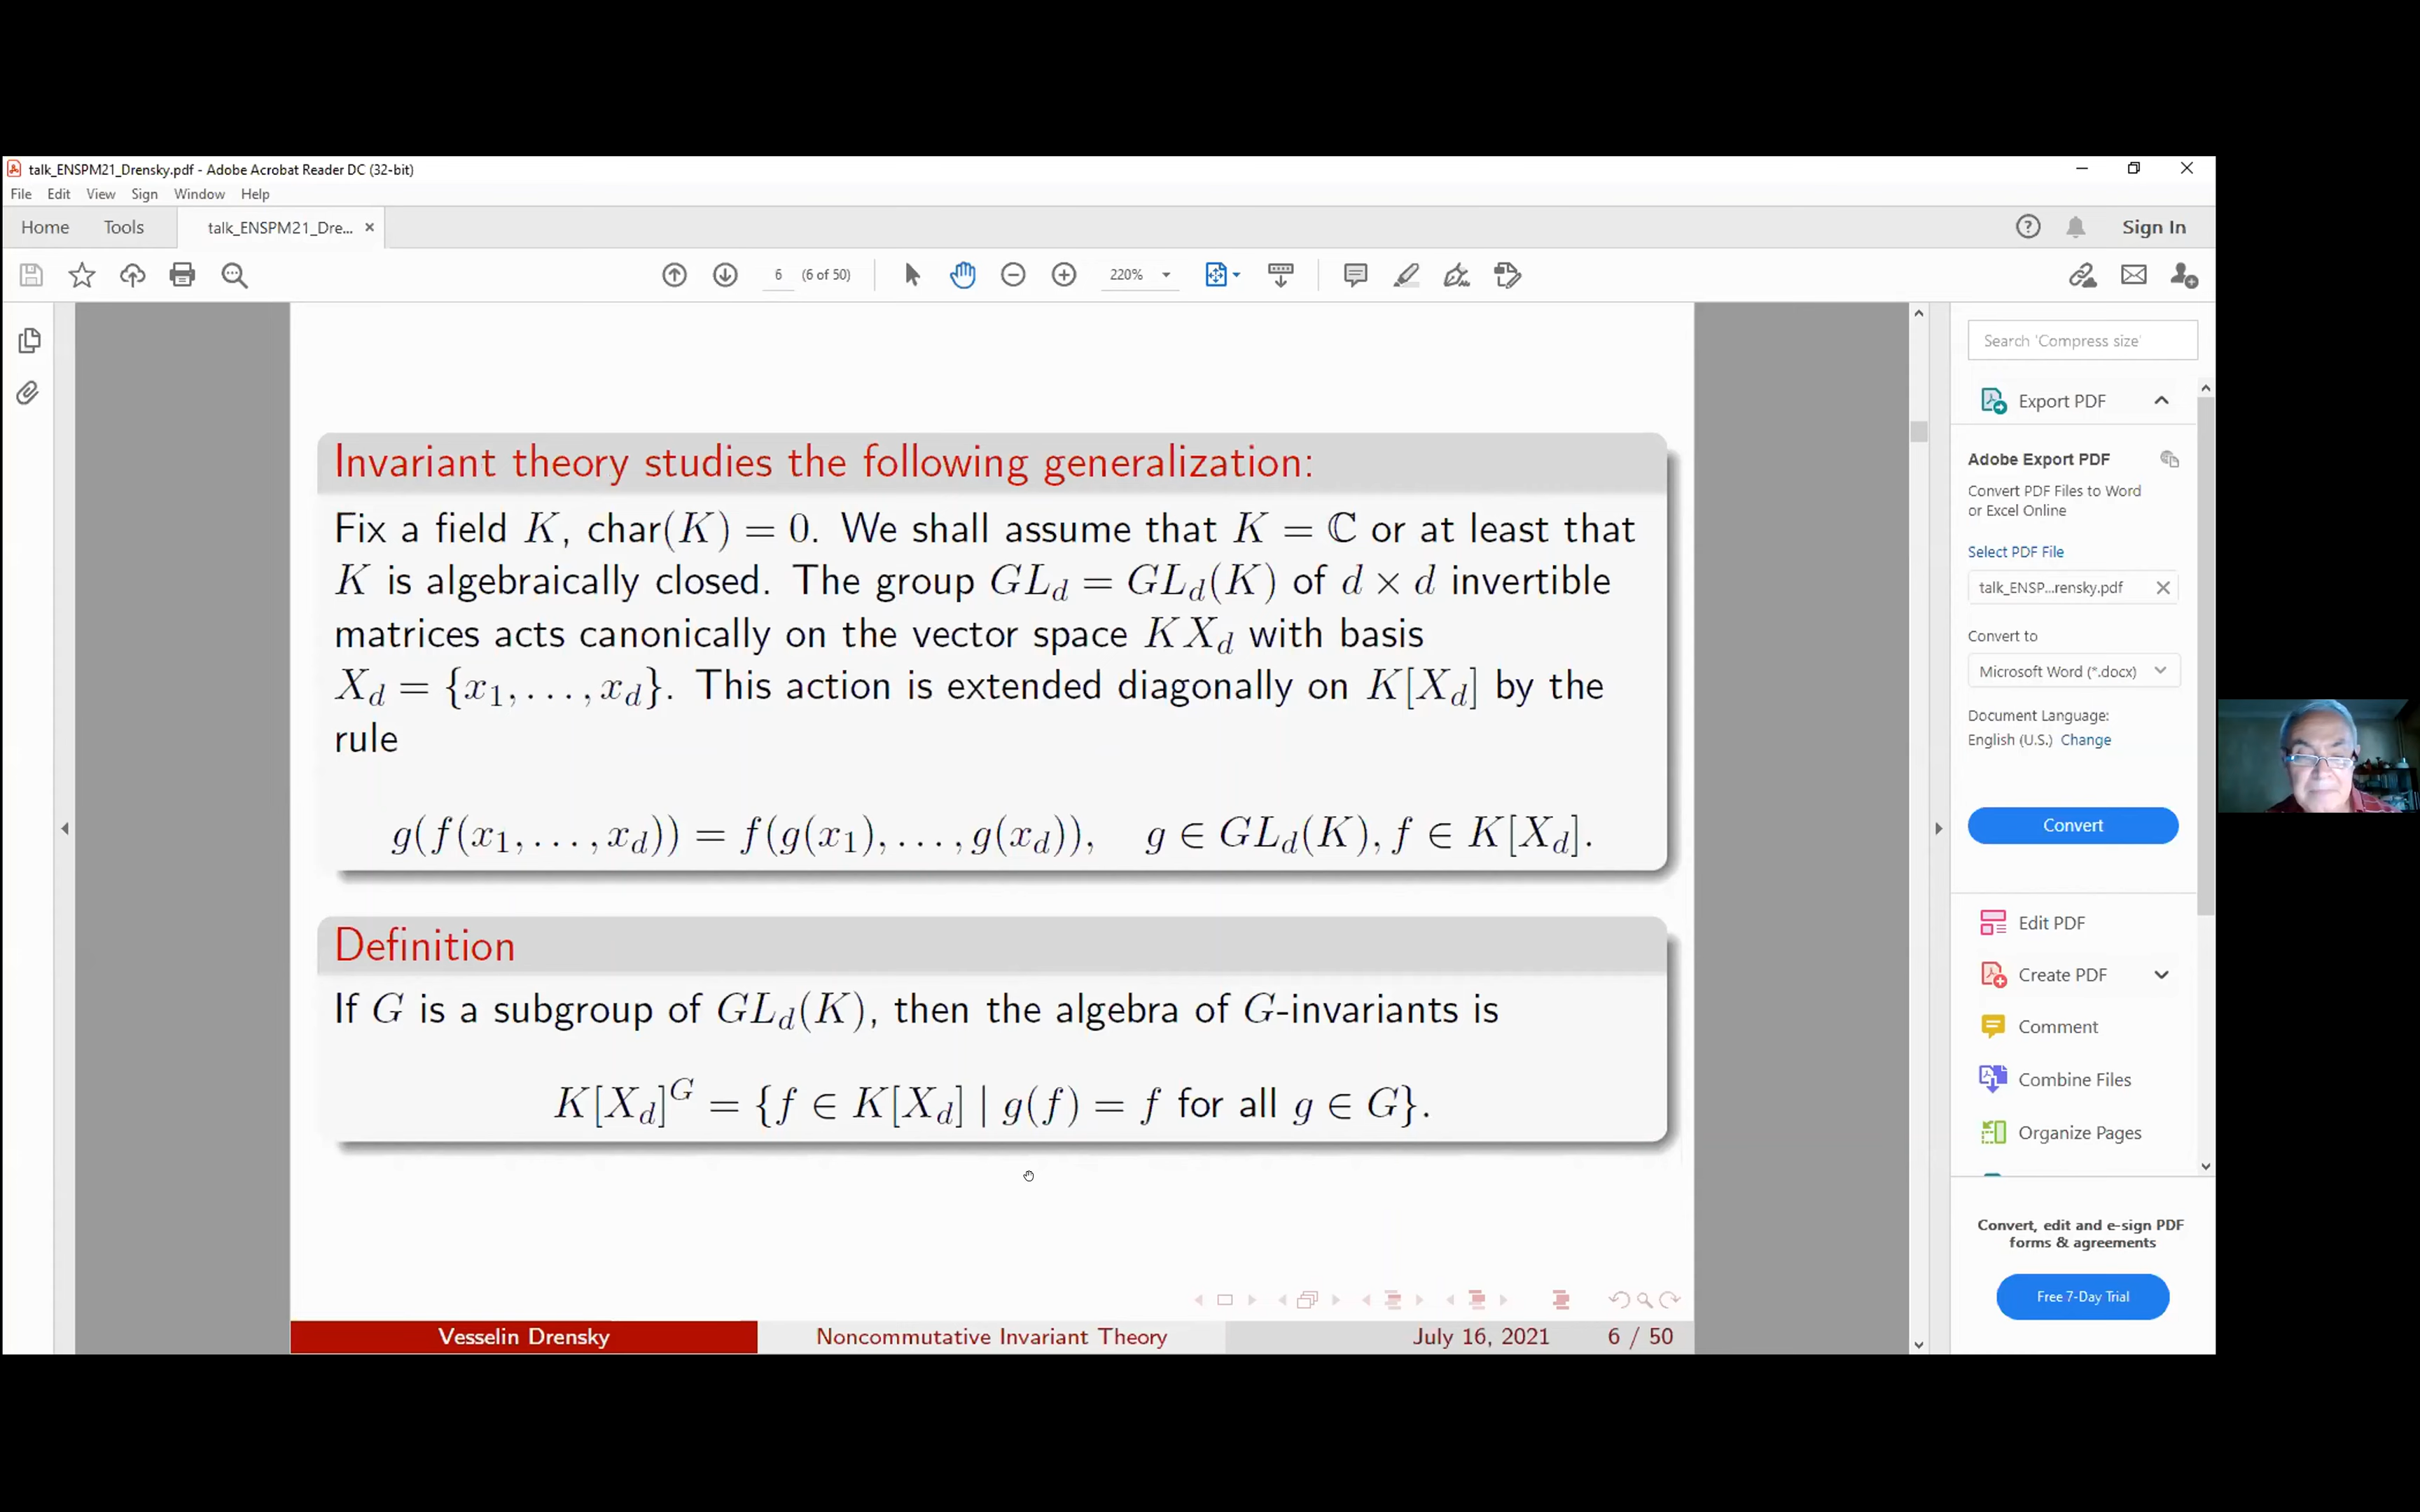 talk_ENSPM21_Drensky.pdf - Adobe Acrobat Reader DC (32-bit)
File Edit View Sign Window Help
Home Tools talk_ENSPM21_Dre... × Sign In
6 (6 of 50) 220%
Invariant theory studies the following generalization:
Fix a field K, char(K) = 0. We shall assume that K = ℂ or at least that
K is algebraically closed. The group GL_d = GL_d(K) of d × d invertible
matrices acts canonically on the vector space KX_d with basis
X_d = {x_1, . . . , x_d}. This action is extended diagonally on K[X_d] by the
rule
g(f(x_1, . . . , x_d)) = f(g(x_1), . . . , g(x_d)), g ∈ GL_d(K), f ∈ K[X_d].
Definition
If G is a subgroup of GL_d(K), then the algebra of G-invariants is
K[X_d]^G = {f ∈ K[X_d] | g(f) = f for all g ∈ G}.
Vesselin Drensky Noncommutative Invariant Theory July 16, 2021 6 / 50
Search 'Compress size'
Export PDF
Adobe Export PDF
Convert PDF Files to Word
or Excel Online
Select PDF File
talk_ENSP...rensky.pdf
Convert to
Microsoft Word (*.docx)
Document Language:
English (U.S.) Change
Convert
Edit PDF
Create PDF
Comment
Combine Files
Organize Pages
Convert, edit and e-sign PDF
forms & agreements
Free 7-Day Trial